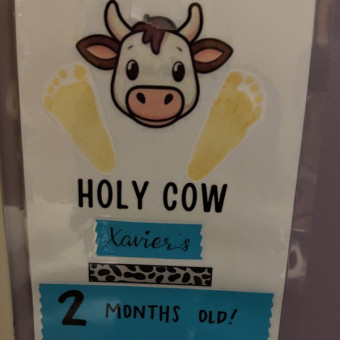 HOLY COW
Xavier's
2 MONTHS OLD!